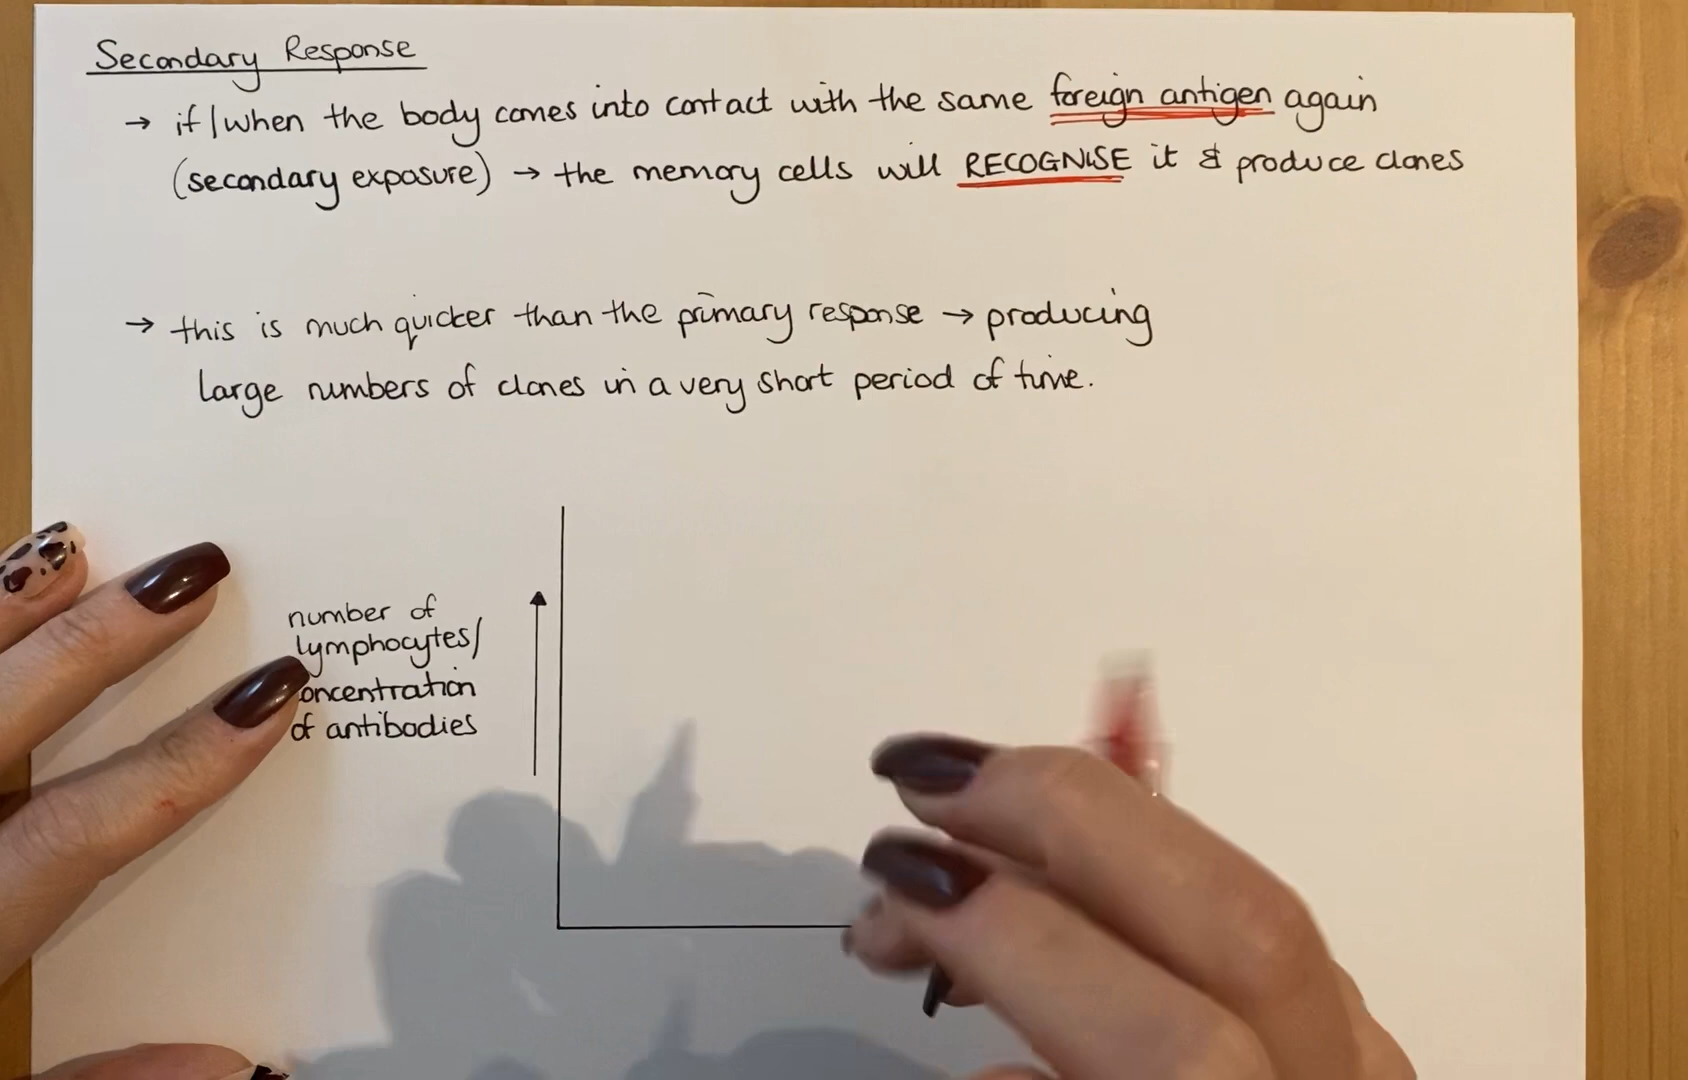 Secondary Response
→ if/when the body comes into contact with the same foreign antigen again
(secondary exposure) → the memory cells will RECOGNISE it & produce clones
→ this is much quicker than the primary response → producing
large numbers of clones in a very short period of time.
number of
lymphocytes/
oncentration
of antibodies